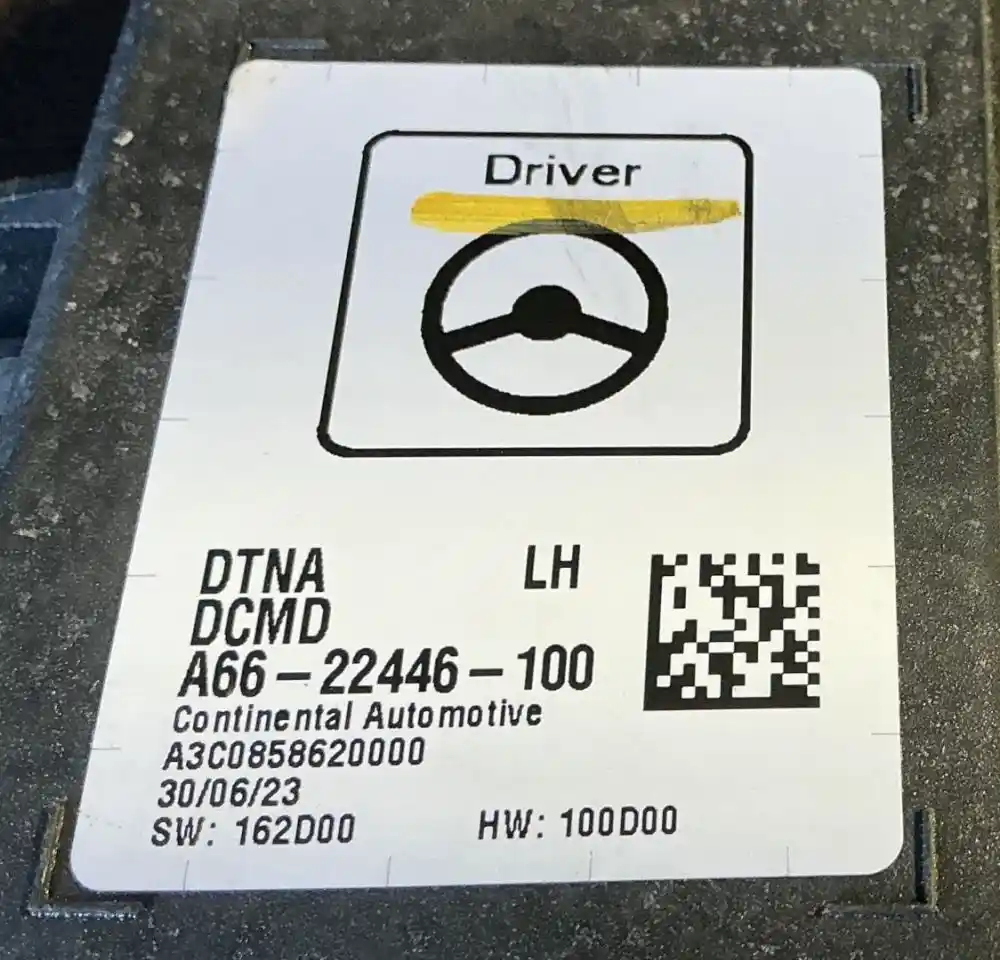 Driver
DTNA LH
DCMD
A66-22446-100
Continental Automotive
A3C0858620000
30/06/23
SW: 162D00 HW: 100D00